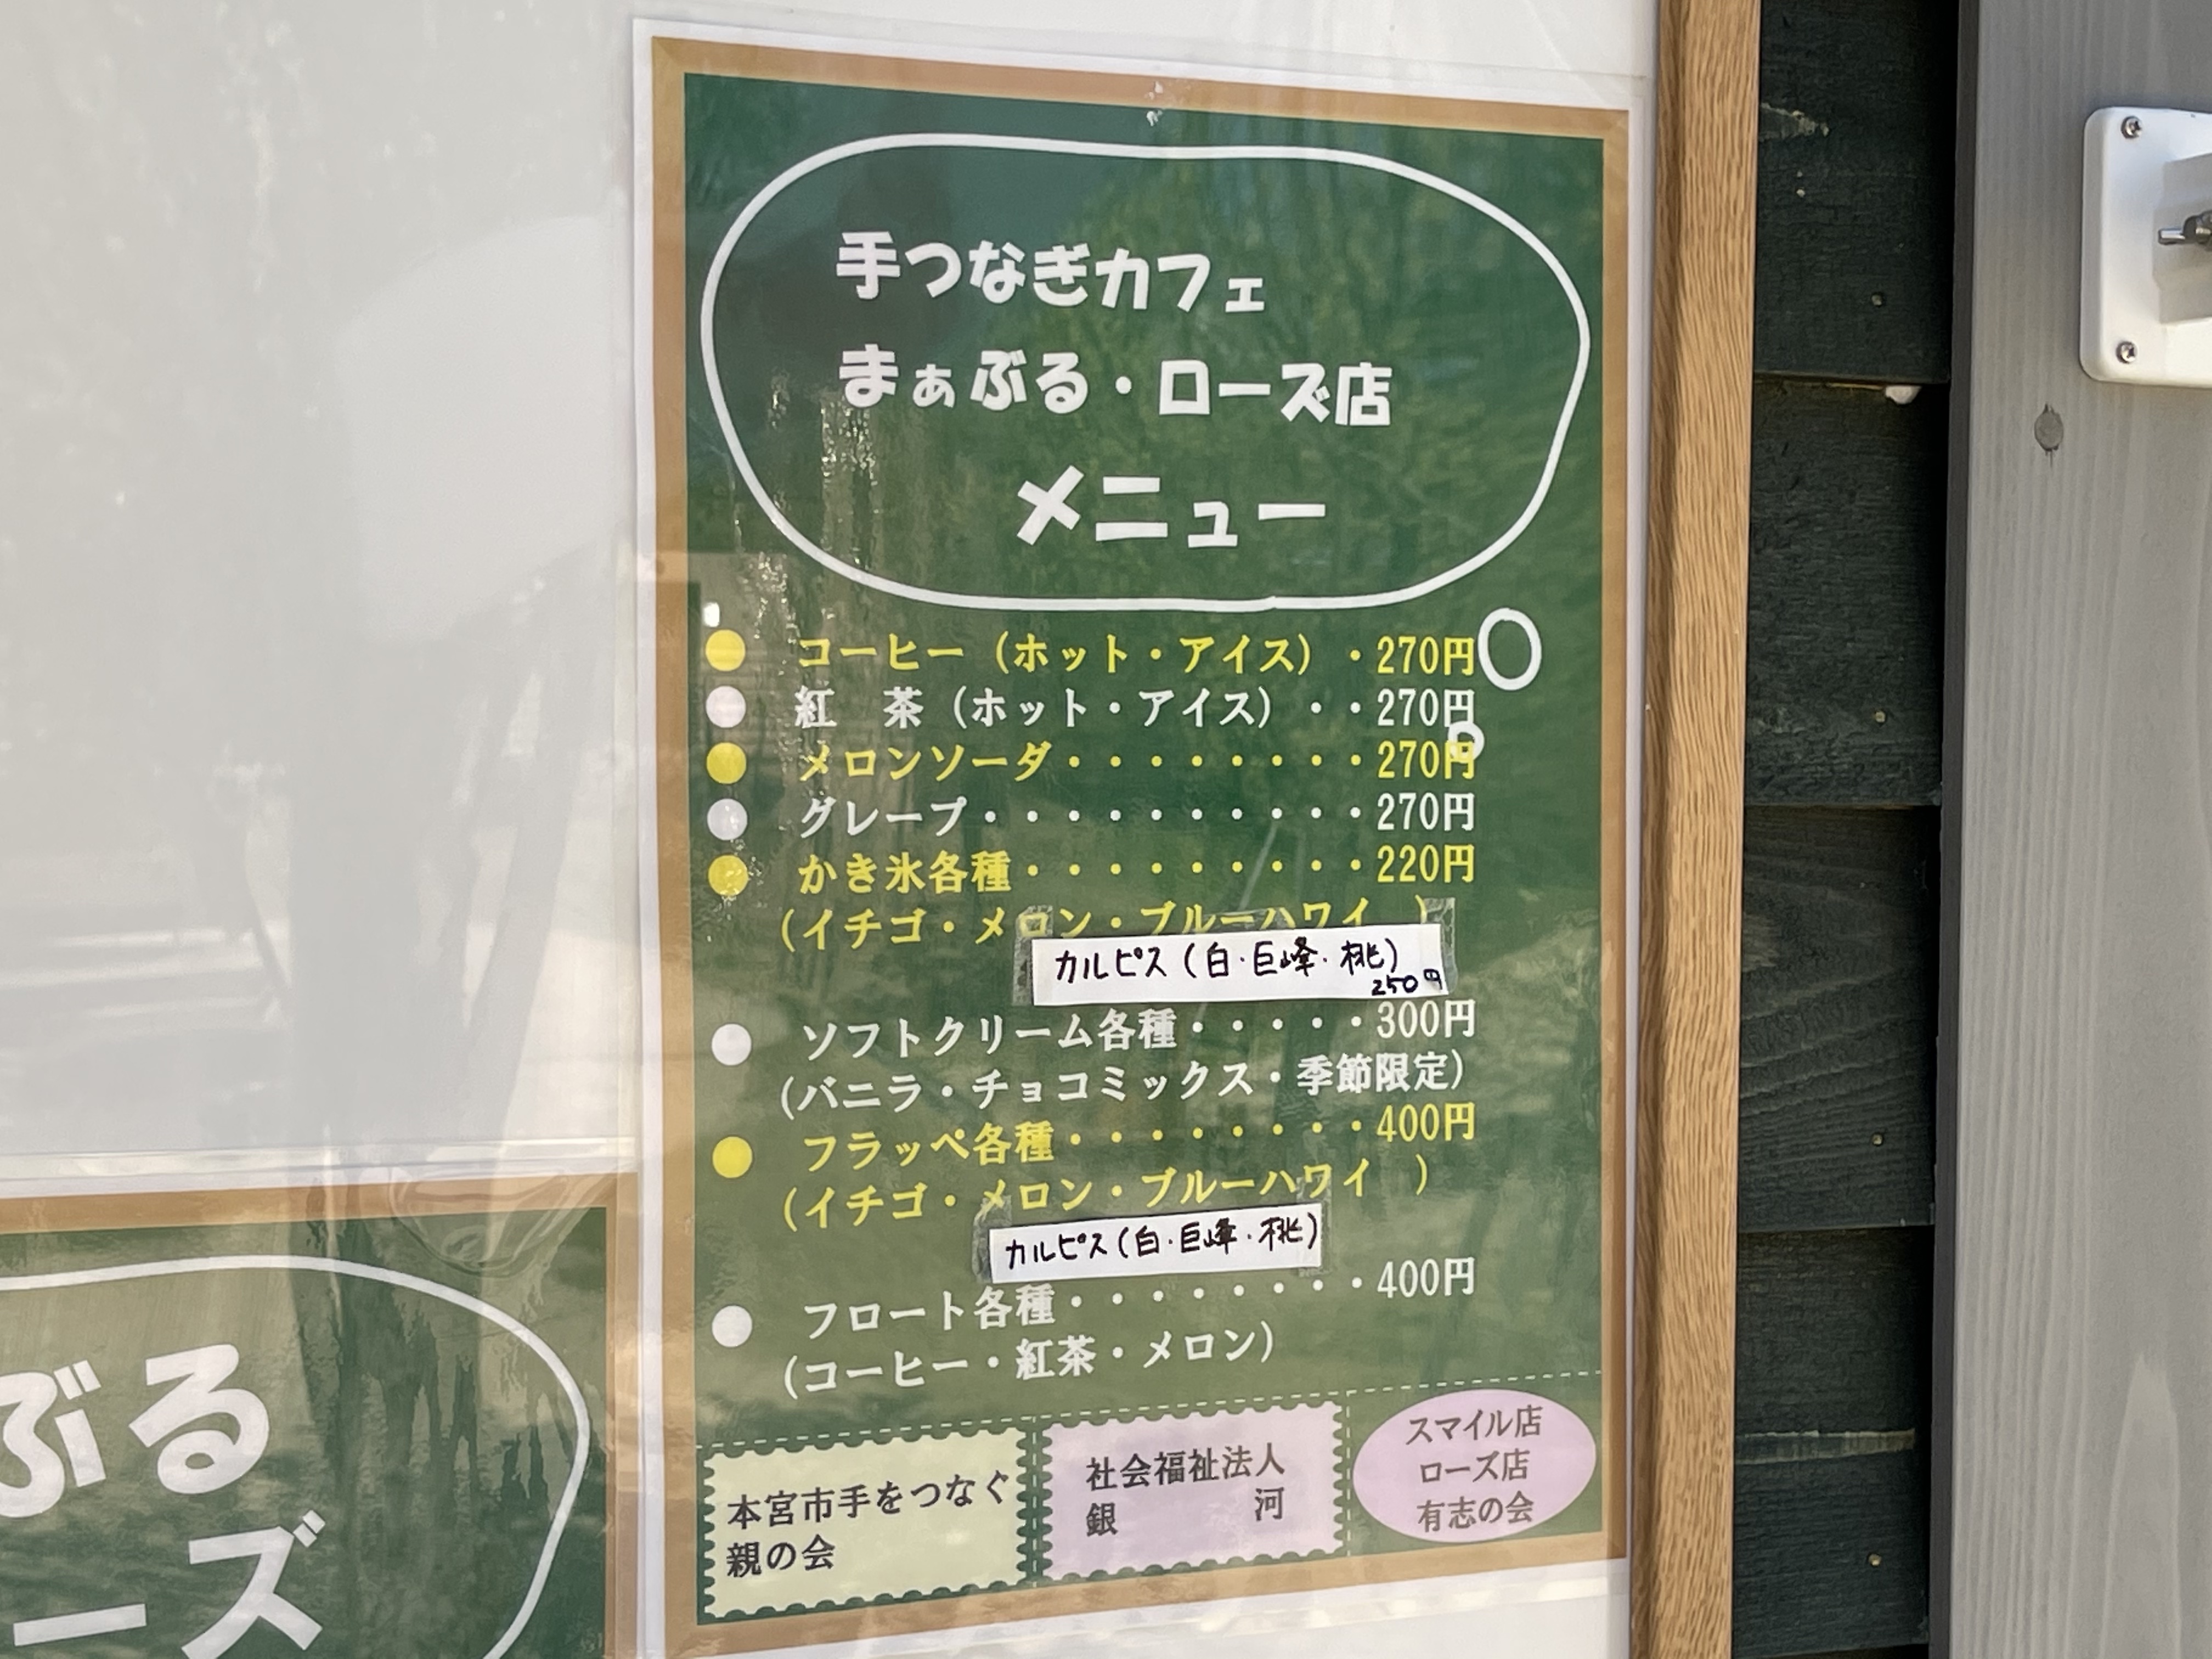 手つなぎカフェ
まぁぶる・ローズ店
メニュー
コーヒー（ホット・アイス）・270円
紅　茶（ホット・アイス）・・270円
メロンソーダ・・・・・・・・270円
グレープ・・・・・・・・・・270円
かき氷各種・・・・・・・・・220円
（イチゴ・メロン・ブルーハワイ　）
カルピス（白・巨峰・桃）
250円
ソフトクリーム各種・・・・・300円
（バニラ・チョコミックス・季節限定）
フラッペ各種・・・・・・・・400円
（イチゴ・メロン・ブルーハワイ　）
カルピス（白・巨峰・桃）
フロート各種・・・・・・・・400円
（コーヒー・紅茶・メロン）
本宮市手をつなぐ
親の会
社会福祉法人
銀　　　河
スマイル店
ローズ店
有志の会
ぶる
ーズ